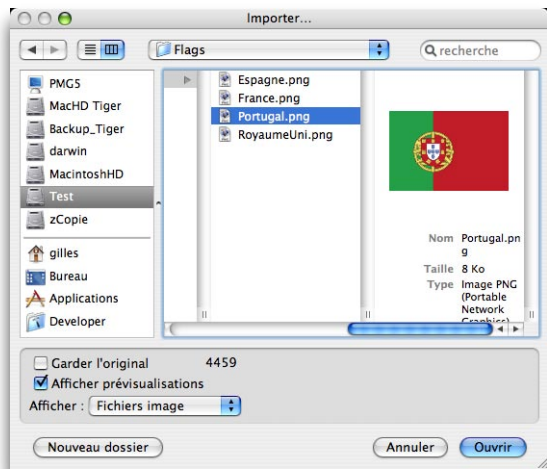 Importer...
Flags
recherche
PMG5
MacHD Tiger
Backup_Tiger
darwin
MacintoshHD
Test
zCopie
gilles
Bureau
Applications
Developer
Espagne.png
France.png
Portugal.png
RoyaumeUni.png
Nom Portugal.pn
g
Taille 8 Ko
Type Image PNG
(Portable
Network
Graphics)
Garder l'original 4459
Afficher prévisualisations
Afficher : Fichiers image
Nouveau dossier
Annuler
Ouvrir